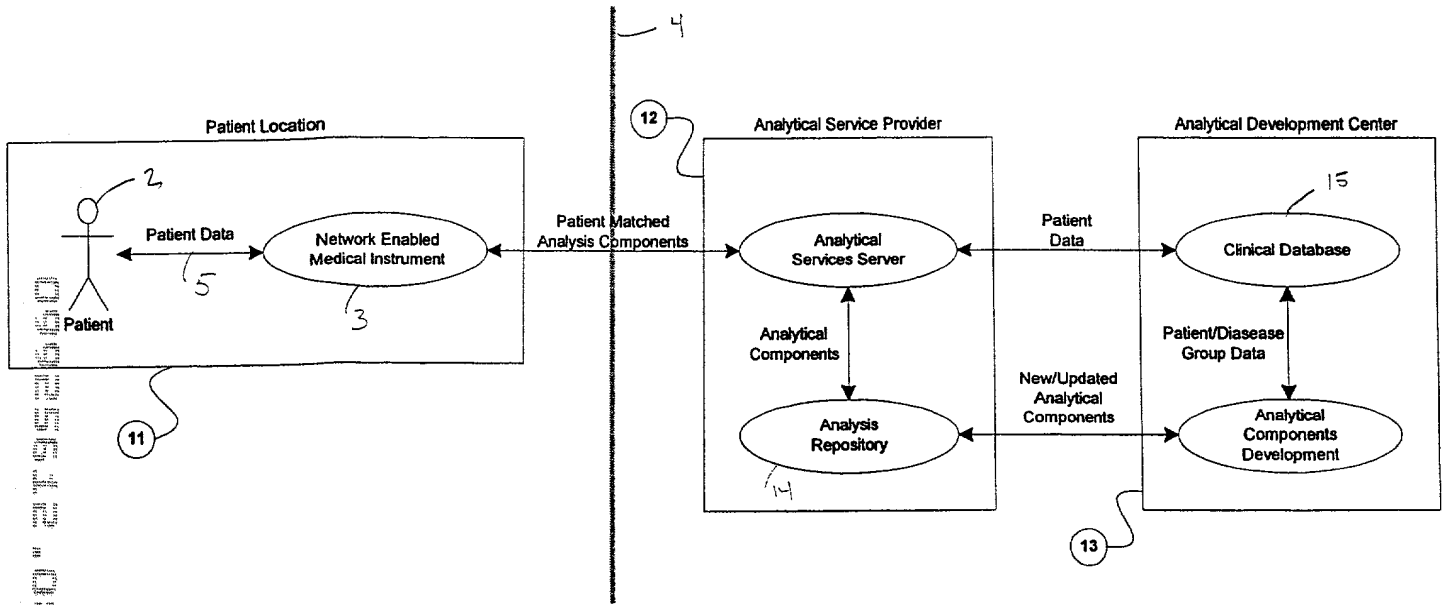 4
Patient Location
12
Analytical Service Provider
Analytical Development Center
2
15
Patient Data
5
Network Enabled
Medical Instrument
3
Patient
Patient Matched
Analysis Components
Analytical
Services Server
Patient
Data
Clinical Database
Analytical
Components
Patient/Diasease
Group Data
New/Updated
Analytical
Components
11
Analysis
Repository
14
Analytical
Components
Development
13